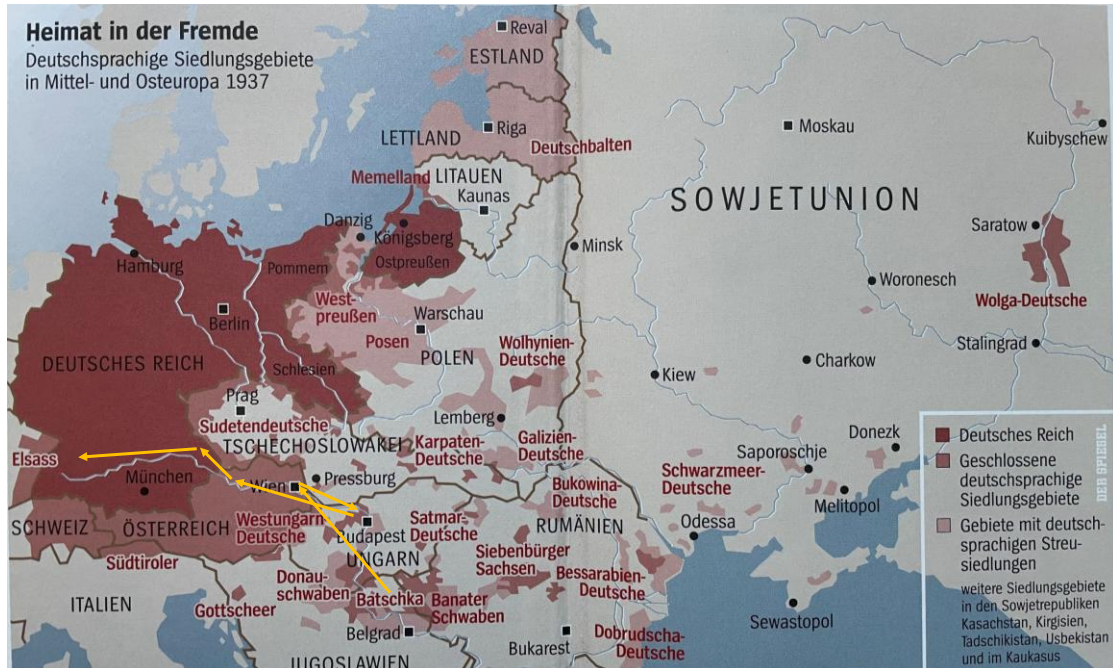 Heimat in der Fremde
Deutschsprachige Siedlungsgebiete
in Mittel- und Osteuropa 1937
Reval
ESTLAND
LETTLAND
Riga
Deutschbalten
Moskau
Kuibyschew
Memelland
LITAUEN
Kaunas
SOWJETUNION
Danzig
Königsberg
Ostpreußen
Minsk
Saratow
Hamburg
Pommern
Woronesch
Wolga-Deutsche
West-
preußen
Berlin
Warschau
Posen
POLEN
Wolhynien-
Deutsche
Stalingrad
DEUTSCHES REICH
Schlesien
Kiew
Charkow
Prag
Sudetendeutsche
TSCHECHOSLOWAKEI
Lemberg
Karpaten-
Deutsche
Galizien-
Deutsche
Saporoschje
Donezk
Elsass
München
Wien
Pressburg
Schwarzmeer-
Deutsche
Melitopol
SCHWEIZ
ÖSTERREICH
Westungarn
Deutsche
Budapest
UNGARN
Satmar-
Deutsche
Bukowina-
Deutsche
RUMÄNIEN
Odessa
Südtiroler
Donau-
schwaben
Siebenbürger
Sachsen
Bessarabien-
Deutsche
ITALIEN
Gottscheer
Batschka
Banater
Schwaben
Sewastopol
Belgrad
JUGOSLAWIEN
Bukarest
Dobrudscha-
Deutsche
Deutsches Reich
Geschlossene
deutschsprachige
Siedlungsgebiete
Gebiete mit deutsch-
sprachigen Streu-
siedlungen
weitere Siedlungsgebiete
in den Sowjetrepubliken
Kasachstan, Kirgisien,
Tadschikistan, Usbekistan
und im Kaukasus
DER SPIEGEL